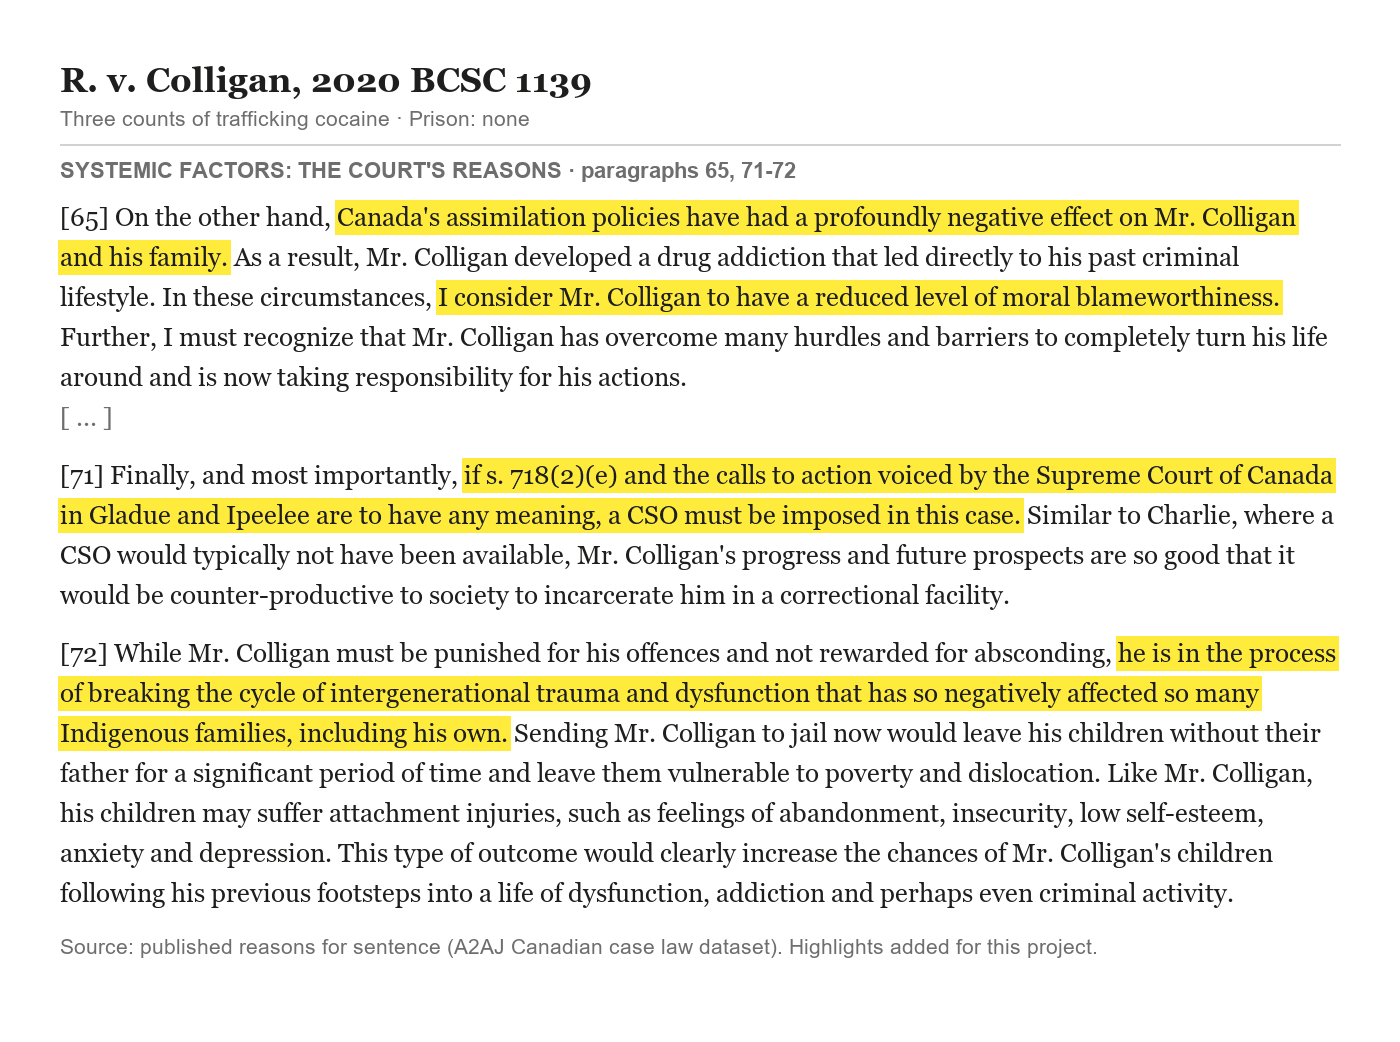 R. v. Colligan, 2020 BCSC 1139
Three counts of trafficking cocaine · Prison: none
SYSTEMIC FACTORS: THE COURT'S REASONS · paragraphs 65, 71-72
[65] On the other hand, Canada's assimilation policies have had a profoundly negative effect on Mr. Colligan
and his family. As a result, Mr. Colligan developed a drug addiction that led directly to his past criminal
lifestyle. In these circumstances, I consider Mr. Colligan to have a reduced level of moral blameworthiness.
Further, I must recognize that Mr. Colligan has overcome many hurdles and barriers to completely turn his life
around and is now taking responsibility for his actions.
[ ... ]
[71] Finally, and most importantly, if s. 718(2)(e) and the calls to action voiced by the Supreme Court of Canada
in Gladue and Ipeelee are to have any meaning, a CSO must be imposed in this case. Similar to Charlie, where a
CSO would typically not have been available, Mr. Colligan's progress and future prospects are so good that it
would be counter-productive to society to incarcerate him in a correctional facility.
[72] While Mr. Colligan must be punished for his offences and not rewarded for absconding, he is in the process
of breaking the cycle of intergenerational trauma and dysfunction that has so negatively affected so many
Indigenous families, including his own. Sending Mr. Colligan to jail now would leave his children without their
father for a significant period of time and leave them vulnerable to poverty and dislocation. Like Mr. Colligan,
his children may suffer attachment injuries, such as feelings of abandonment, insecurity, low self-esteem,
anxiety and depression. This type of outcome would clearly increase the chances of Mr. Colligan's children
following his previous footsteps into a life of dysfunction, addiction and perhaps even criminal activity.
Source: published reasons for sentence (A2AJ Canadian case law dataset). Highlights added for this project.